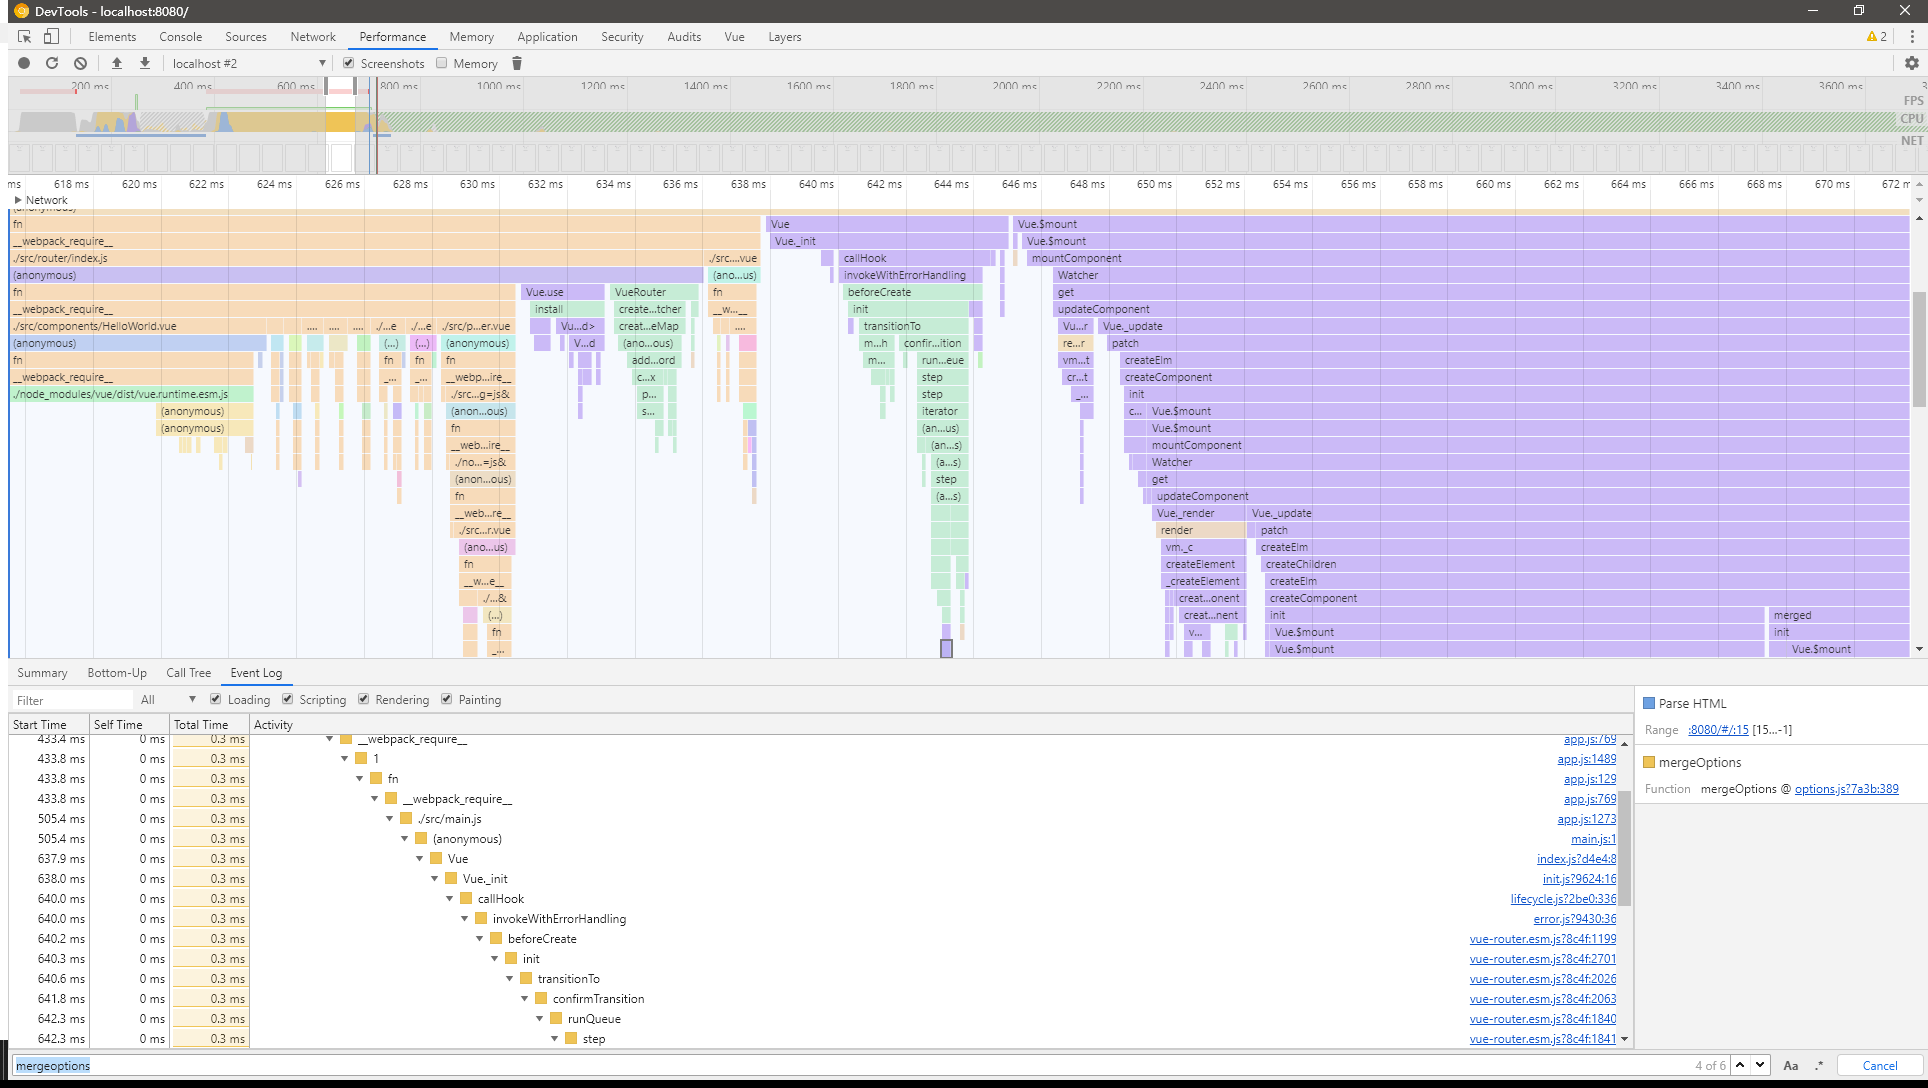 DevTools - localhost:8080/
Elements Console Sources Network Performance Memory Application Security Audits Vue Layers 2
localhost #2 Screenshots Memory
200 ms 400 ms 600 ms 800 ms 1000 ms 1200 ms 1400 ms 1600 ms 1800 ms 2000 ms 2200 ms 2400 ms 2600 ms 2800 ms 3000 ms 3200 ms 3400 ms 3600 ms
FPS
CPU
NET
ms 618 ms 620 ms 622 ms 624 ms 626 ms 628 ms 630 ms 632 ms 634 ms 636 ms 638 ms 640 ms 642 ms 644 ms 646 ms 648 ms 650 ms 652 ms 654 ms 656 ms 658 ms 660 ms 662 ms 664 ms 666 ms 668 ms 670 ms 672 m
Network
(anonymous)
fn Vue Vue.$mount
__webpack_require__ Vue._init Vue.$mount
./src/router/index.js ./src….vue callHook mountComponent
(anonymous) (ano…us) invokeWithErrorHandling Watcher
fn Vue.use VueRouter fn beforeCreate get
__webpack_require__ install create…tcher __w…__ init updateComponent
./src/components/HelloWorld.vue …. …. …. ./…e ./…e ./src/p…er.vue Vu…d> creat…eMap …. transitionTo Vu…r Vue._update
(anonymous) (…) (…) (anonymous) V…d (ano…ous) m…h confir…ition re…r patch
fn fn fn fn add…ord m… run…eue vm…t createElm
__webpack_require__ _… _… __webp…ire__ c…x step cr…t createComponent
./node_modules/vue/dist/vue.runtime.esm.js ./src…g=js& p… step _… init
(anonymous) (anon…ous) s… iterator c… Vue.$mount
(anonymous) fn (an…us) Vue.$mount
__web…ire__ (an…s) mountComponent
./no…=js& (a…s) Watcher
(anon…ous) step get
fn (a…s) updateComponent
__web…re__ Vue._render Vue._update
./src…r.vue render patch
(ano…us) vm._c createElm
fn createElement createChildren
__w…e__ _createElement createElm
./…& creat…onent createComponent
(…) creat…nent init merged
fn v… Vue.$mount init
_… Vue.$mount Vue.$mount
Summary Bottom-Up Call Tree Event Log
Filter All Loading Scripting Rendering Painting
Start Time Self Time Total Time Activity
433.4 ms 0 ms 0.3 ms __webpack_require__ app.js:769
433.8 ms 0 ms 0.3 ms 1 app.js:1489
433.8 ms 0 ms 0.3 ms fn app.js:129
433.8 ms 0 ms 0.3 ms __webpack_require__ app.js:769
505.4 ms 0 ms 0.3 ms ./src/main.js app.js:1273
505.4 ms 0 ms 0.3 ms (anonymous) main.js:1
637.9 ms 0 ms 0.3 ms Vue index.js?d4e4:8
638.0 ms 0 ms 0.3 ms Vue._init init.js?9624:16
640.0 ms 0 ms 0.3 ms callHook lifecycle.js?2be0:336
640.0 ms 0 ms 0.3 ms invokeWithErrorHandling error.js?9430:36
640.2 ms 0 ms 0.3 ms beforeCreate vue-router.esm.js?8c4f:1199
640.3 ms 0 ms 0.3 ms init vue-router.esm.js?8c4f:2701
640.6 ms 0 ms 0.3 ms transitionTo vue-router.esm.js?8c4f:2026
641.8 ms 0 ms 0.3 ms confirmTransition vue-router.esm.js?8c4f:2063
642.3 ms 0 ms 0.3 ms runQueue vue-router.esm.js?8c4f:1840
642.3 ms 0 ms 0.3 ms step vue-router.esm.js?8c4f:1841
Parse HTML
Range :8080/#/:15 [15…-1]
mergeOptions
Function mergeOptions @ options.js?7a3b:389
mergeoptions 4 of 6 Aa .* Cancel